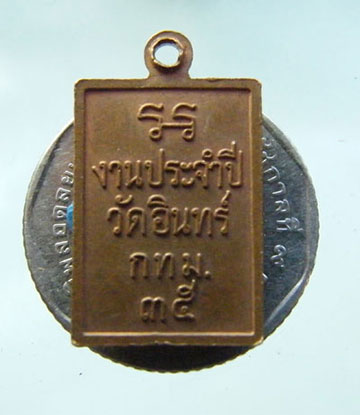 รร
งานประจำปี
วัดอินทร์
กทม.
๓๕